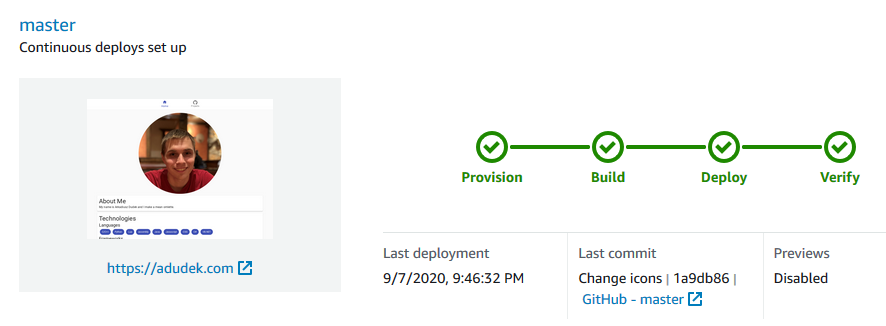 master
Continuous deploys set up
About Me
Technologies
Languages
https://adudek.com
Provision Build Deploy Verify
Last deployment
9/7/2020, 9:46:32 PM
Last commit
Change icons | 1a9db86 |
GitHub - master
Previews
Disabled